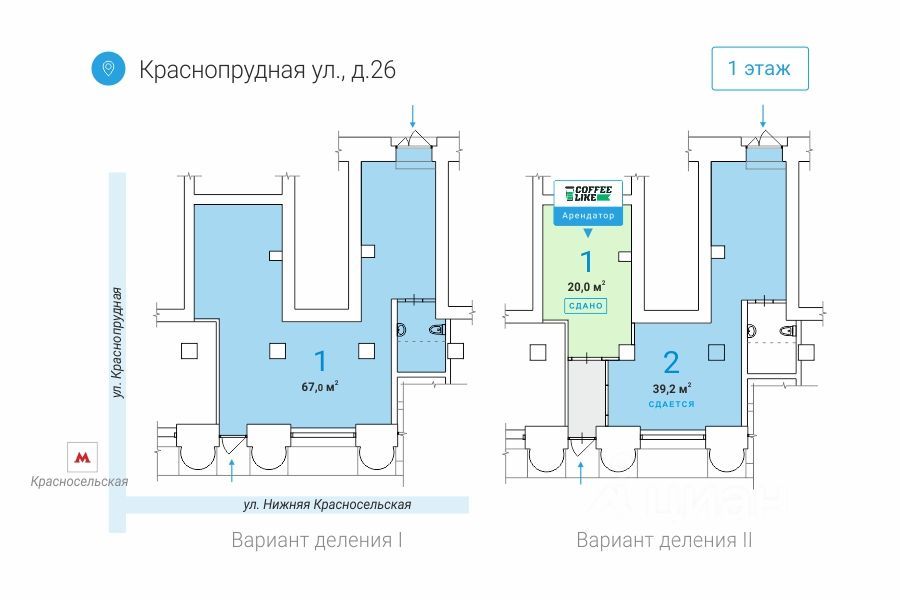 Краснопрудная ул., д.26
1 этаж
COFFEE
LIKE
Арендатор
1
20,0 м²
СДАНО
1
67,0 м²
2
39,2 м²
СДАЕТСЯ
ул. Краснопрудная
М
Красносельская
ул. Нижняя Красносельская
Циан
Вариант деления I
Вариант деления II